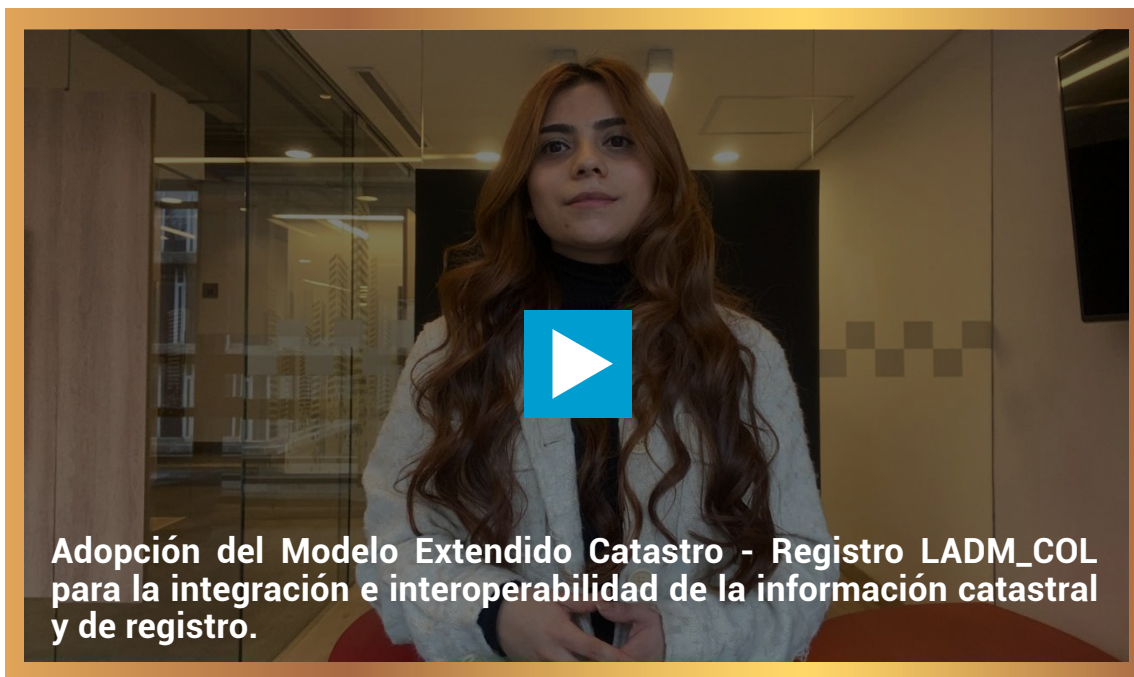 Adopción del Modelo Extendido Catastro - Registro LADM_COL
para la integración e interoperabilidad de la información catastral
y de registro.